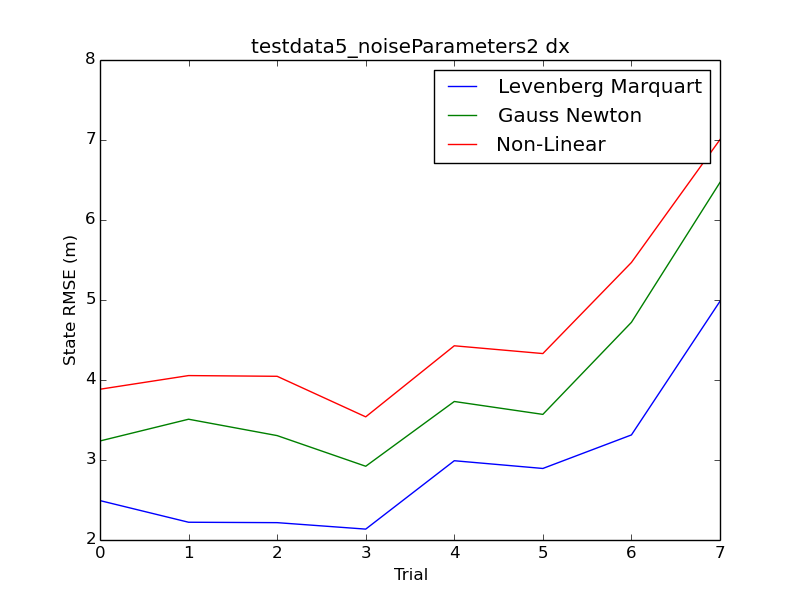 testdata5_noiseParameters2 dx
Levenberg Marquart
Gauss Newton
Non-Linear
State RMSE (m)
8
7
6
5
4
3
2
0 1 2 3 4 5 6 7
Trial